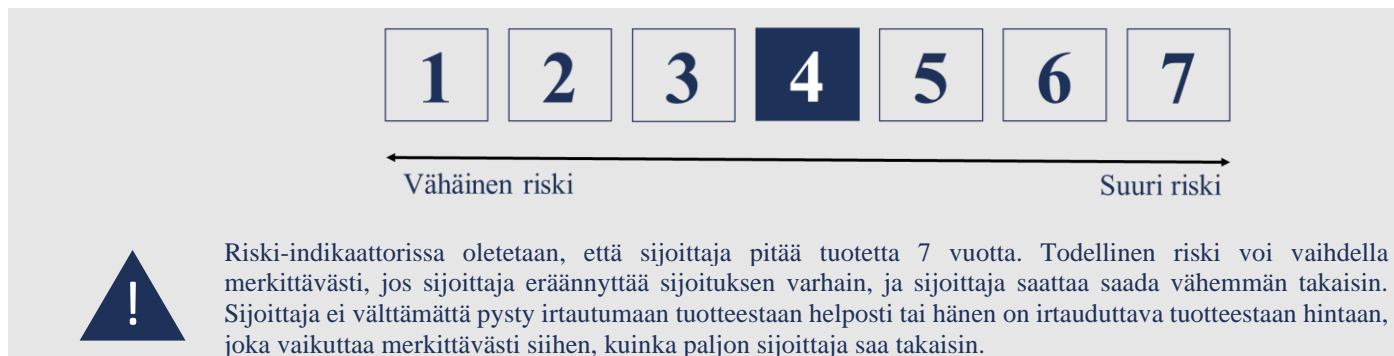 1 2 3 4 5 6 7
Vähäinen riski Suuri riski
Riski-indikaattorissa oletetaan, että sijoittaja pitää tuotetta 7 vuotta. Todellinen riski voi vaihdella
merkittävästi, jos sijoittaja eräännyttää sijoituksen varhain, ja sijoittaja saattaa saada vähemmän takaisin.
Sijoittaja ei välttämättä pysty irtautumaan tuotteestaan helposti tai hänen on irtauduttava tuotteestaan hintaan,
joka vaikuttaa merkittävästi siihen, kuinka paljon sijoittaja saa takaisin.
!